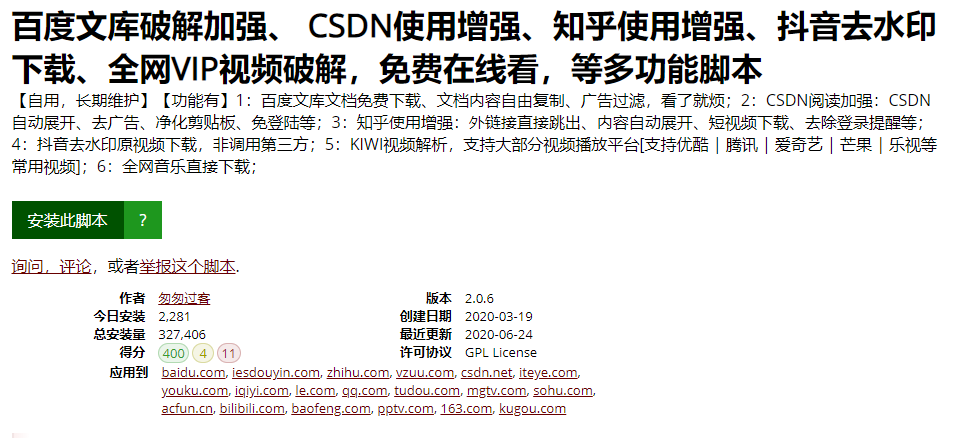 百度文库破解加强、 CSDN使用增强、知乎使用增强、抖音去水印
下载、全网VIP视频破解，免费在线看，等多功能脚本
【自用，长期维护】【功能有】1：百度文库文档免费下载、文档内容自由复制、广告过滤，看了就烦；2：CSDN阅读加强：CSDN
自动展开、去广告、净化剪贴板、免登陆等；3：知乎使用增强：外链接直接跳出、内容自动展开、短视频下载、去除登录提醒等；
4：抖音去水印原视频下载，非调用第三方；5：KIWI视频解析，支持大部分视频播放平台[支持优酷 | 腾讯 | 爱奇艺 | 芒果 | 乐视等
常用视频]；6：全网音乐直接下载；
安装此脚本 ?
询问，评论，或者举报这个脚本.
作者 匆匆过客 版本 2.0.6
今日安装 2,281 创建日期 2020-03-19
总安装量 327,406 最近更新 2020-06-24
得分 400 4 11 许可协议 GPL License
应用到 baidu.com, iesdouyin.com, zhihu.com, vzuu.com, csdn.net, iteye.com,
youku.com, iqiyi.com, le.com, qq.com, tudou.com, mgtv.com, sohu.com,
acfun.cn, bilibili.com, baofeng.com, pptv.com, 163.com, kugou.com